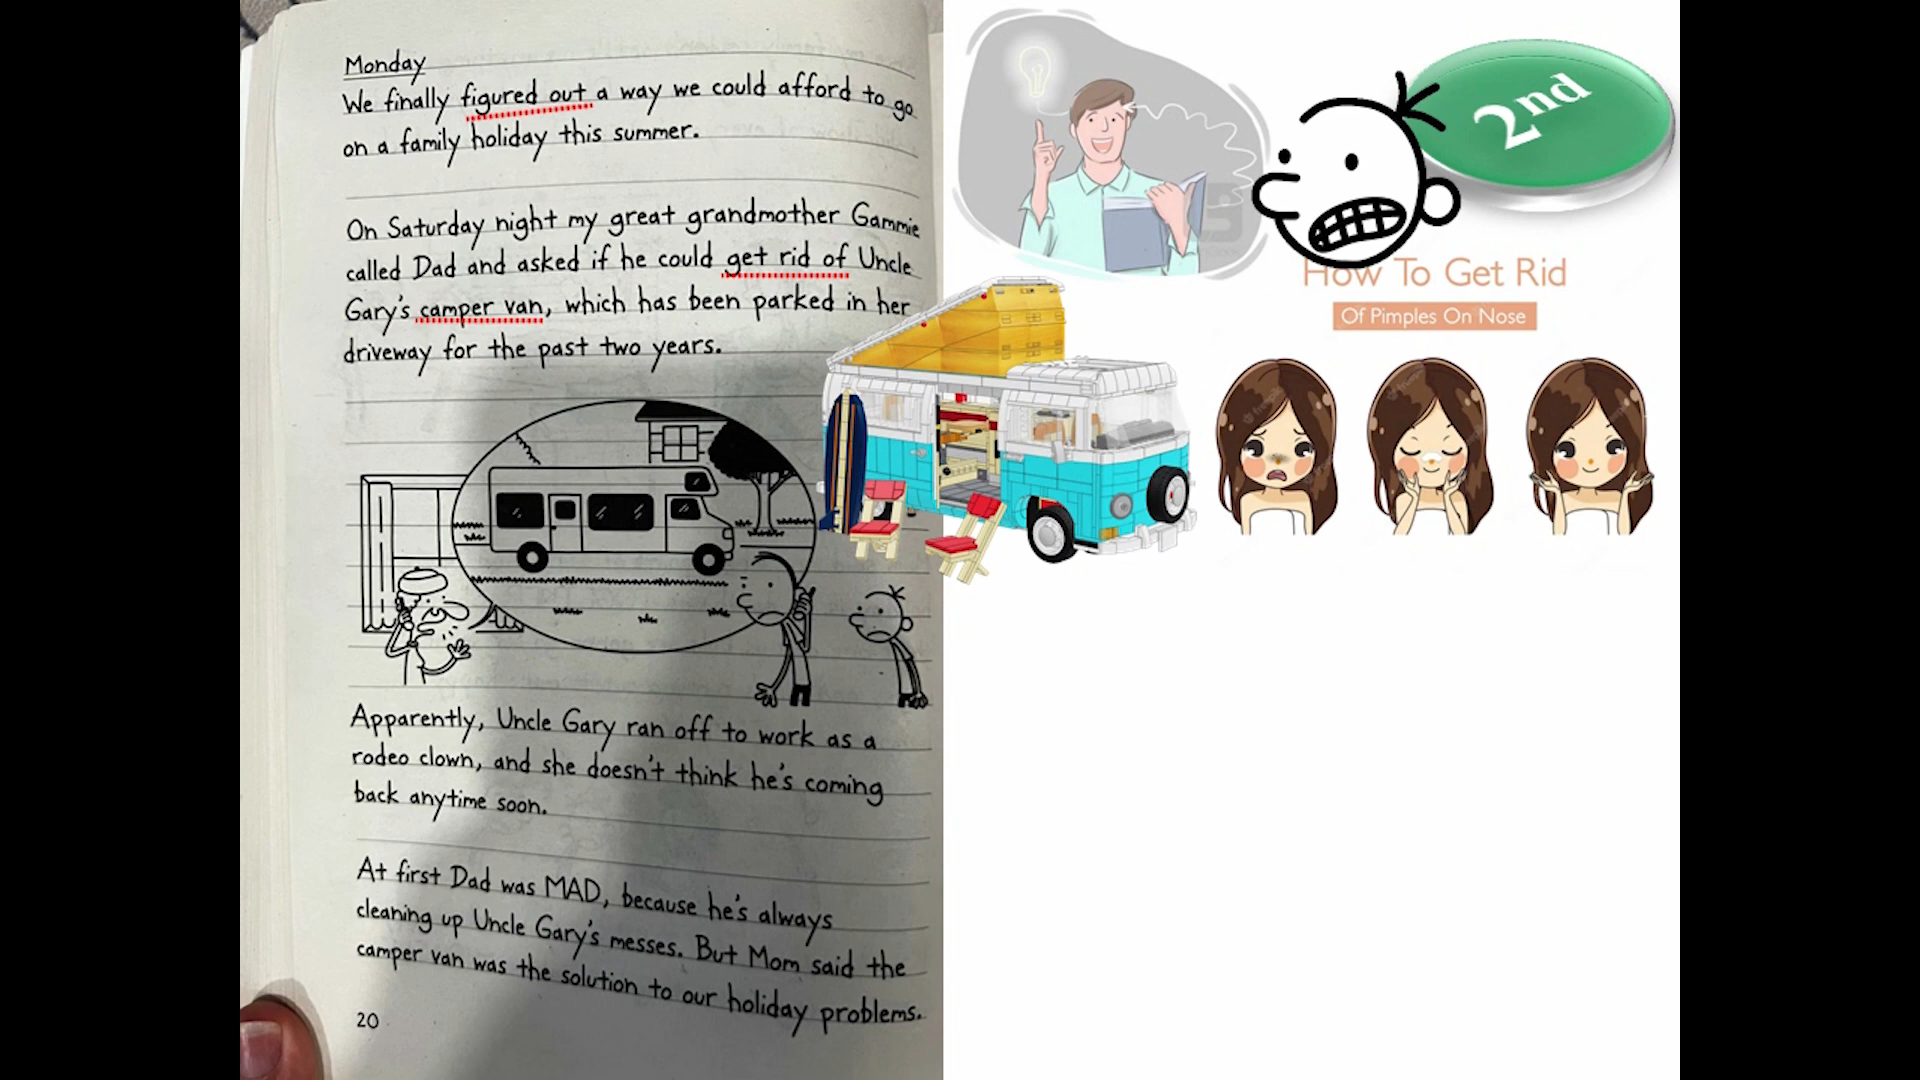 Monday
We finally figured out a way we could afford to go
on a family holiday this summer.
On Saturday night my great grandmother Gammie
called Dad and asked if he could get rid of Uncle
Gary's camper van, which has been parked in her
driveway for the past two years.
Apparently, Uncle Gary ran off to work as a
rodeo clown, and she doesn't think he's coming
back anytime soon.
At first Dad was MAD, because he's always
cleaning up Uncle Gary's messes. But Mom said the
camper van was the solution to our holiday problems.
20
2nd
How To Get Rid
Of Pimples On Nose